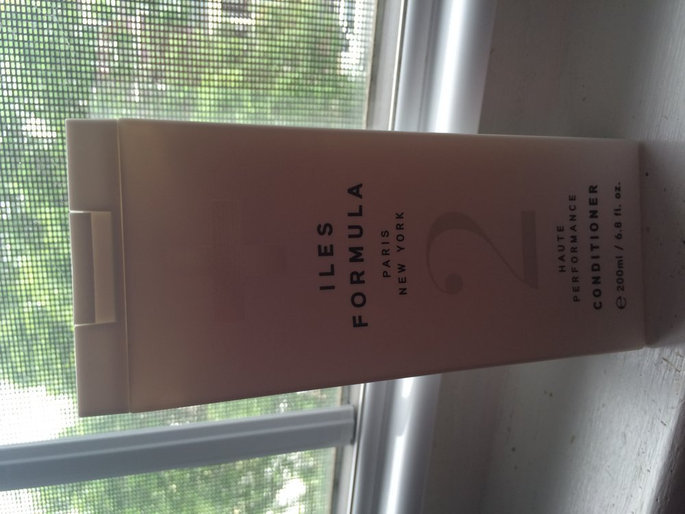 ILES
FORMULA
PARIS
NEW YORK
2
HAUTE
PERFORMANCE
CONDITIONER
℮ 200ml / 6.8 fl. oz.